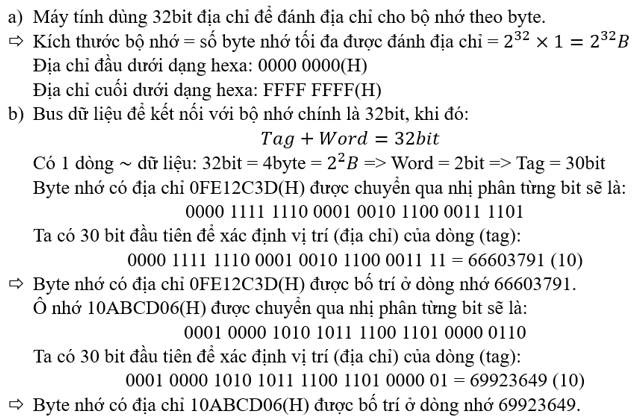 a) Máy tính dùng 32bit địa chỉ để đánh địa chỉ cho bộ nhớ theo byte.
⇨ Kích thước bộ nhớ = số byte nhớ tối đa được đánh địa chỉ = 2³² × 1 = 2³²B
Địa chỉ đầu dưới dạng hexa: 0000 0000(H)
Địa chỉ cuối dưới dạng hexa: FFFF FFFF(H)
b) Bus dữ liệu để kết nối với bộ nhớ chính là 32bit, khi đó:
Tag + Word = 32bit
Có 1 dòng ~ dữ liệu: 32bit = 4byte = 2²B => Word = 2bit => Tag = 30bit
Byte nhớ có địa chỉ 0FE12C3D(H) được chuyển qua nhị phân từng bit sẽ là:
0000 1111 1110 0001 0010 1100 0011 1101
Ta có 30 bit đầu tiên để xác định vị trí (địa chỉ) của dòng (tag):
0000 1111 1110 0001 0010 1100 0011 11 = 66603791 (10)
⇨ Byte nhớ có địa chỉ 0FE12C3D(H) được bố trí ở dòng nhớ 66603791.
Ô nhớ 10ABCD06(H) được chuyển qua nhị phân từng bit sẽ là:
0001 0000 1010 1011 1100 1101 0000 0110
Ta có 30 bit đầu tiên để xác định vị trí (địa chỉ) của dòng (tag):
0001 0000 1010 1011 1100 1101 0000 01 = 69923649 (10)
⇨ Byte nhớ có địa chỉ 10ABCD06(H) được bố trí ở dòng nhớ 69923649.